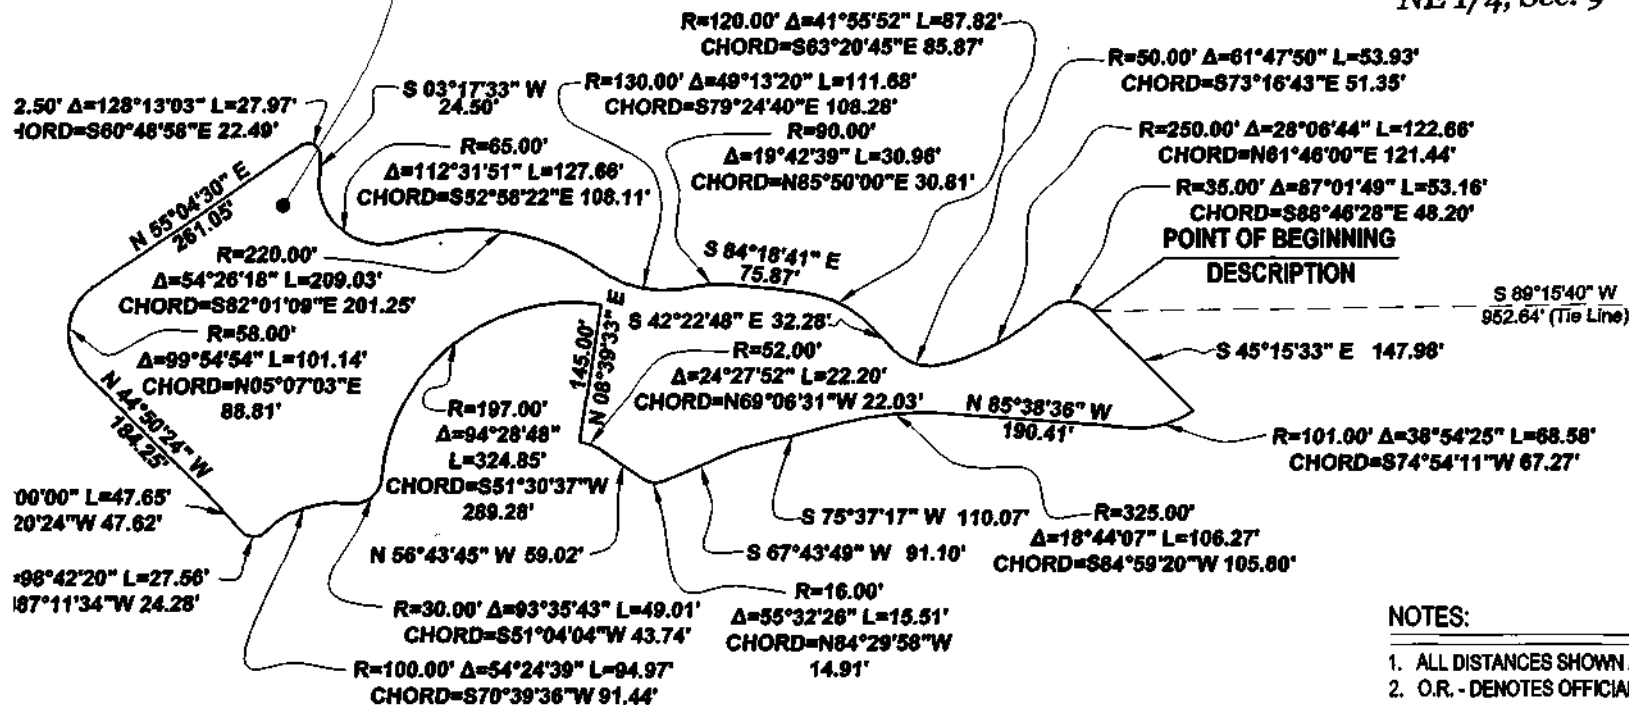 NE 1/4, Sec. 9
R=120.00' Δ=41°55'52" L=87.82'
CHORD=S63°20'45"E 85.87'
R=50.00' Δ=61°47'50" L=53.93'
CHORD=S73°16'43"E 51.35'
R=130.00' Δ=49°13'20" L=111.68'
CHORD=S79°24'40"E 108.28'
S 03°17'33" W
24.50'
2.50' Δ=128°13'03" L=27.97'
HORD=S60°48'58"E 22.49'
R=90.00'
Δ=19°42'39" L=30.96'
CHORD=N85°50'00"E 30.81'
R=250.00' Δ=28°06'44" L=122.66'
CHORD=N61°46'00"E 121.44'
R=65.00'
Δ=112°31'51" L=127.66'
CHORD=S52°58'22"E 108.11'
R=35.00' Δ=87°01'49" L=53.16'
CHORD=S88°46'28"E 48.20'
N 55°04'30" E
261.05'
POINT OF BEGINNING
DESCRIPTION
S 84°18'41" E
75.87'
R=220.00'
Δ=54°26'18" L=209.03'
CHORD=S82°01'09"E 201.25'
S 89°15'40" W
952.64' (Tie Line)
S 42°22'48" E 32.28'
145.00'
N 08°39'33" E
R=58.00'
Δ=99°54'54" L=101.14'
CHORD=N05°07'03"E
88.81'
R=52.00'
Δ=24°27'52" L=22.20'
CHORD=N69°06'31"W 22.03'
S 45°15'33" E 147.98'
N 44°50'24" W
184.25'
R=197.00'
Δ=94°28'48"
L=324.85'
CHORD=S51°30'37"W
289.28'
N 85°38'36" W
190.41'
R=101.00' Δ=38°54'25" L=68.58'
CHORD=S74°54'11"W 67.27'
00'00" L=47.65'
20'24"W 47.62'
S 75°37'17" W 110.07'
R=325.00'
Δ=18°44'07" L=106.27'
CHORD=S84°59'20"W 105.80'
N 56°43'45" W 59.02'
S 67°43'49" W 91.10'
=98°42'20" L=27.56'
87°11'34"W 24.28'
R=30.00' Δ=93°35'43" L=49.01'
CHORD=S51°04'04"W 43.74'
R=16.00'
Δ=55°32'26" L=15.51'
CHORD=N84°29'58"W
14.91'
R=100.00' Δ=54°24'39" L=94.97'
CHORD=S70°39'36"W 91.44'
NOTES:
1. ALL DISTANCES SHOWN
2. O.R. - DENOTES OFFICIAL